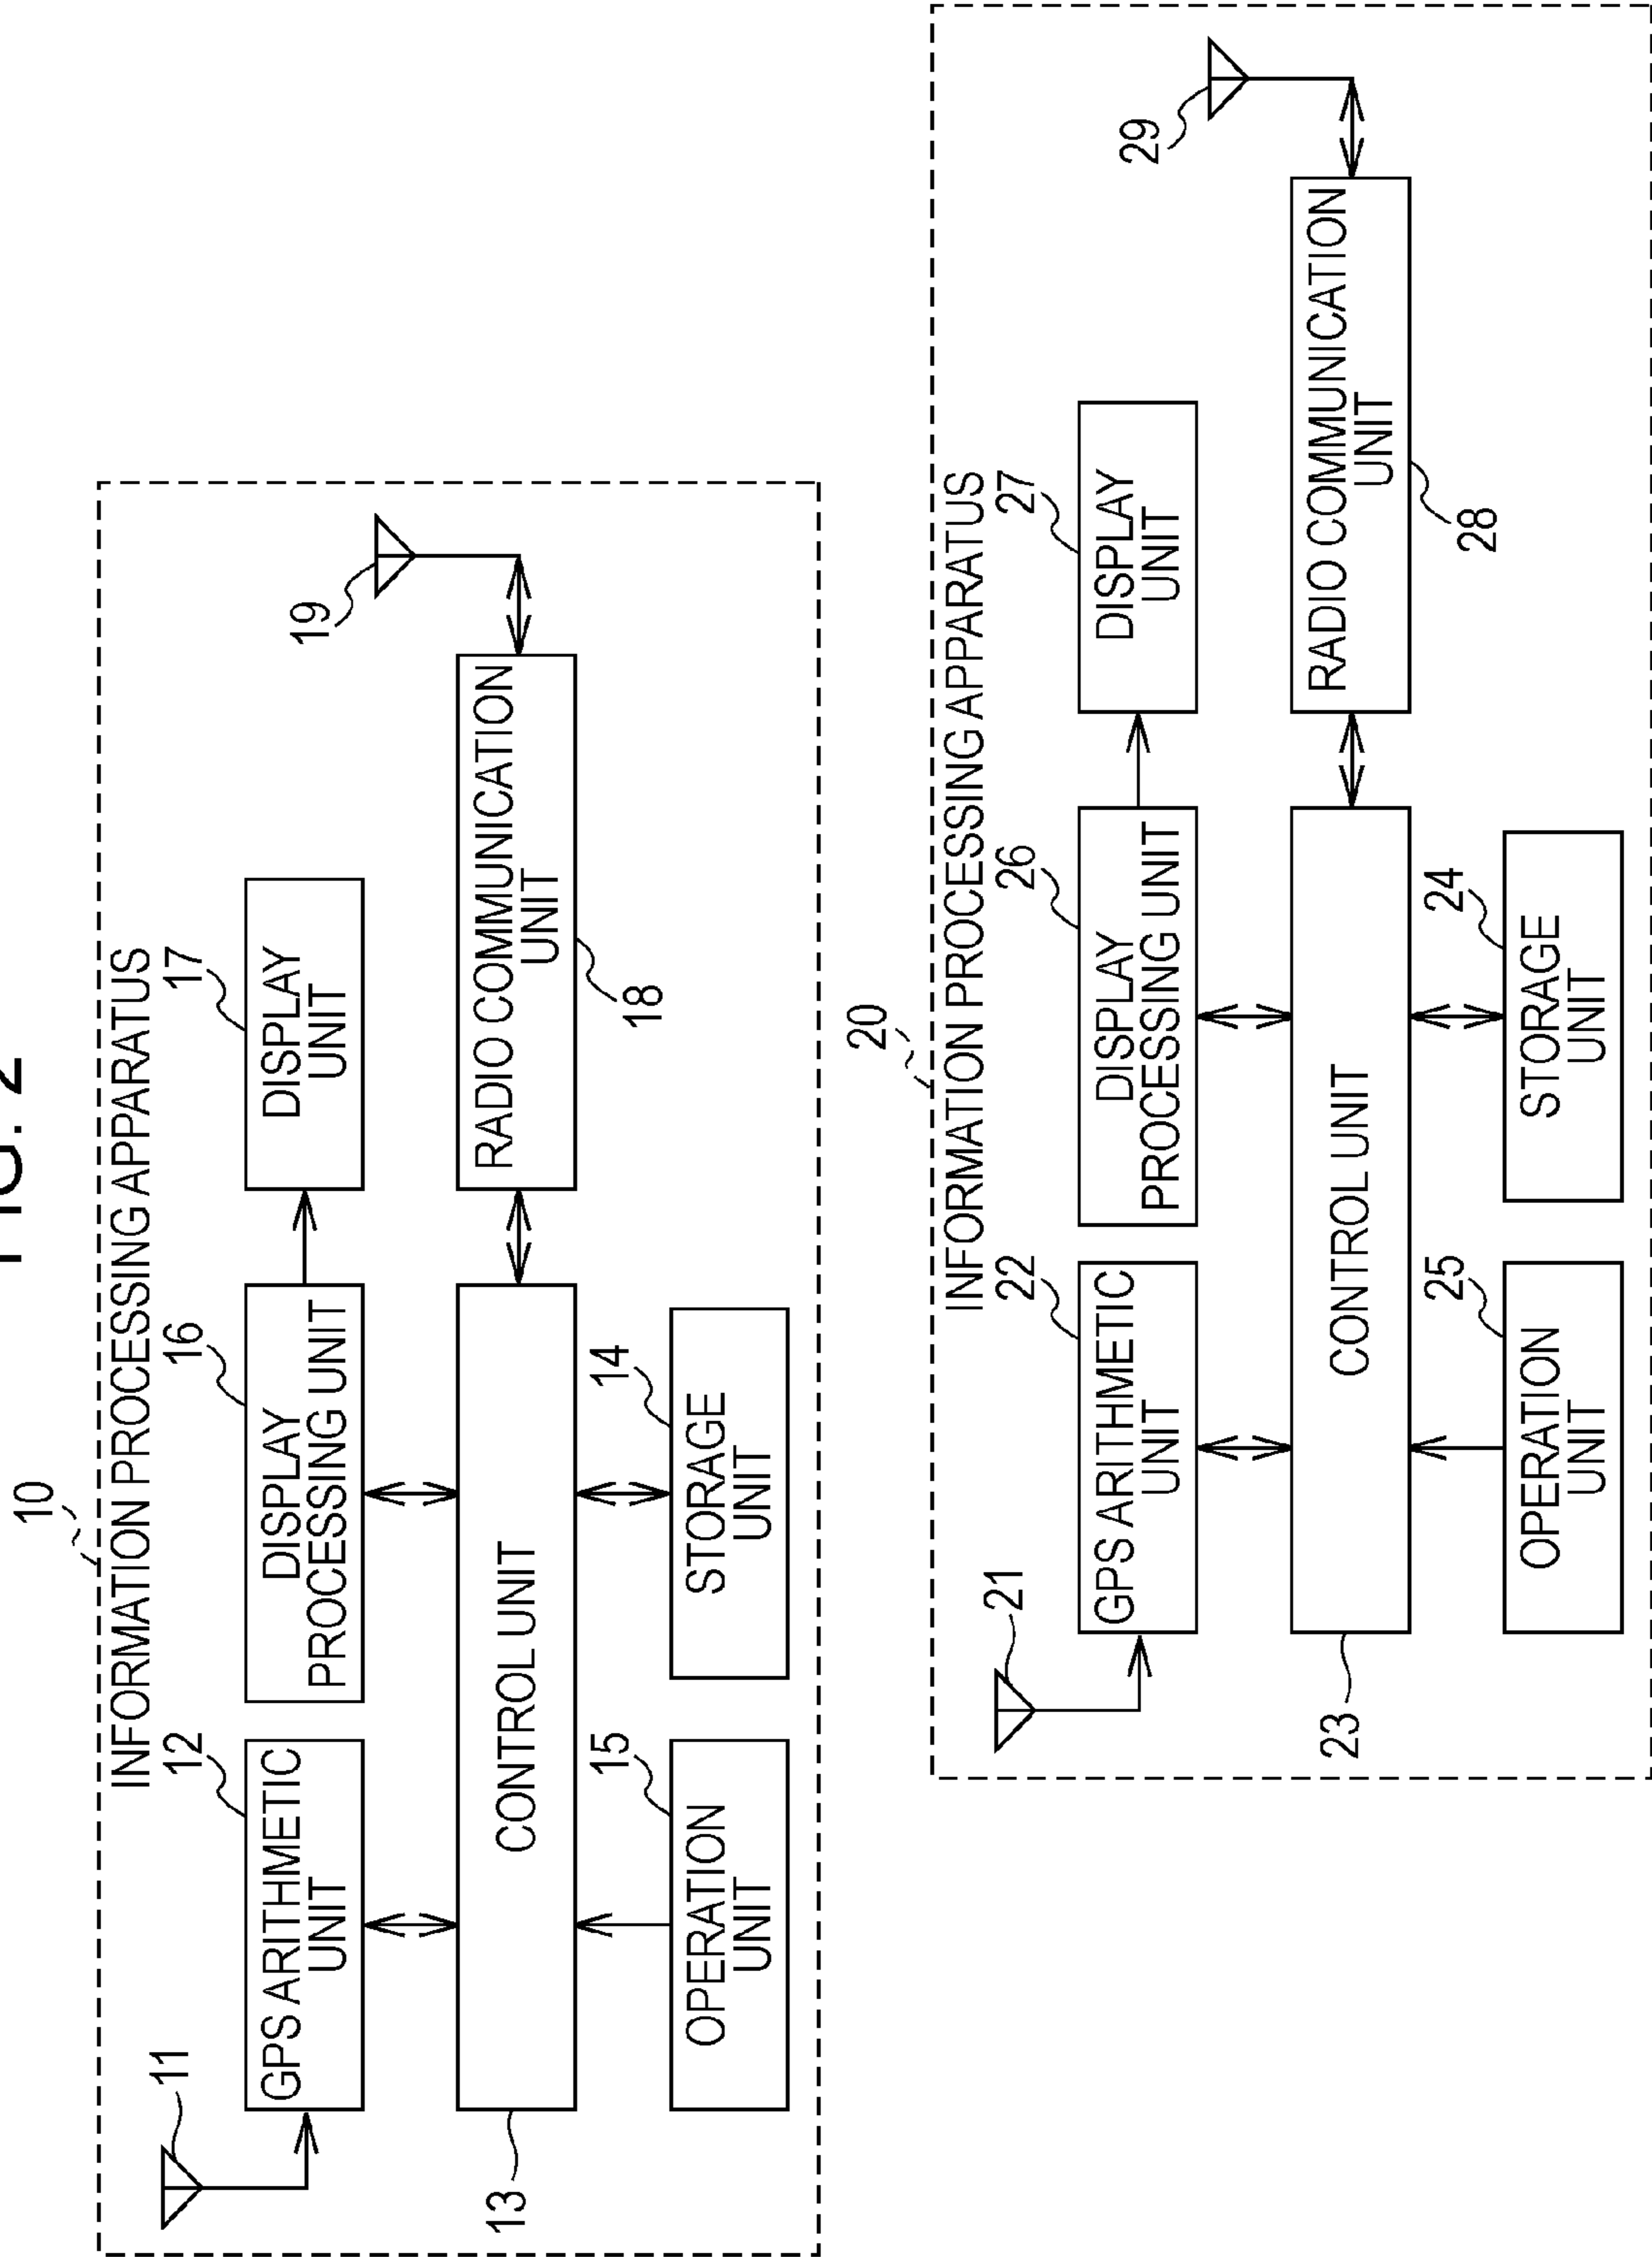 FIG. 2
10
INFORMATION PROCESSING APPARATUS
11
12
16
17
GPS ARITHMETIC
UNIT
DISPLAY
PROCESSING UNIT
DISPLAY
UNIT
19
13
CONTROL UNIT
RADIO COMMUNICATION
UNIT
18
15
14
OPERATION
UNIT
STORAGE
UNIT
20
INFORMATION PROCESSING APPARATUS
21
22
26
27
GPS ARITHMETIC
UNIT
DISPLAY
PROCESSING UNIT
DISPLAY
UNIT
29
23
CONTROL UNIT
RADIO COMMUNICATION
UNIT
28
25
24
OPERATION
UNIT
STORAGE
UNIT